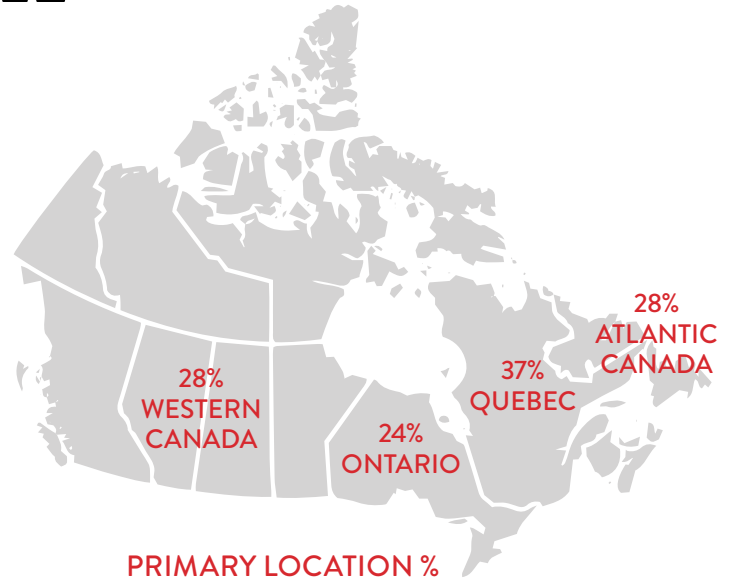 28%
ATLANTIC
CANADA
37%
QUEBEC
28%
WESTERN
CANADA
24%
ONTARIO
PRIMARY LOCATION %